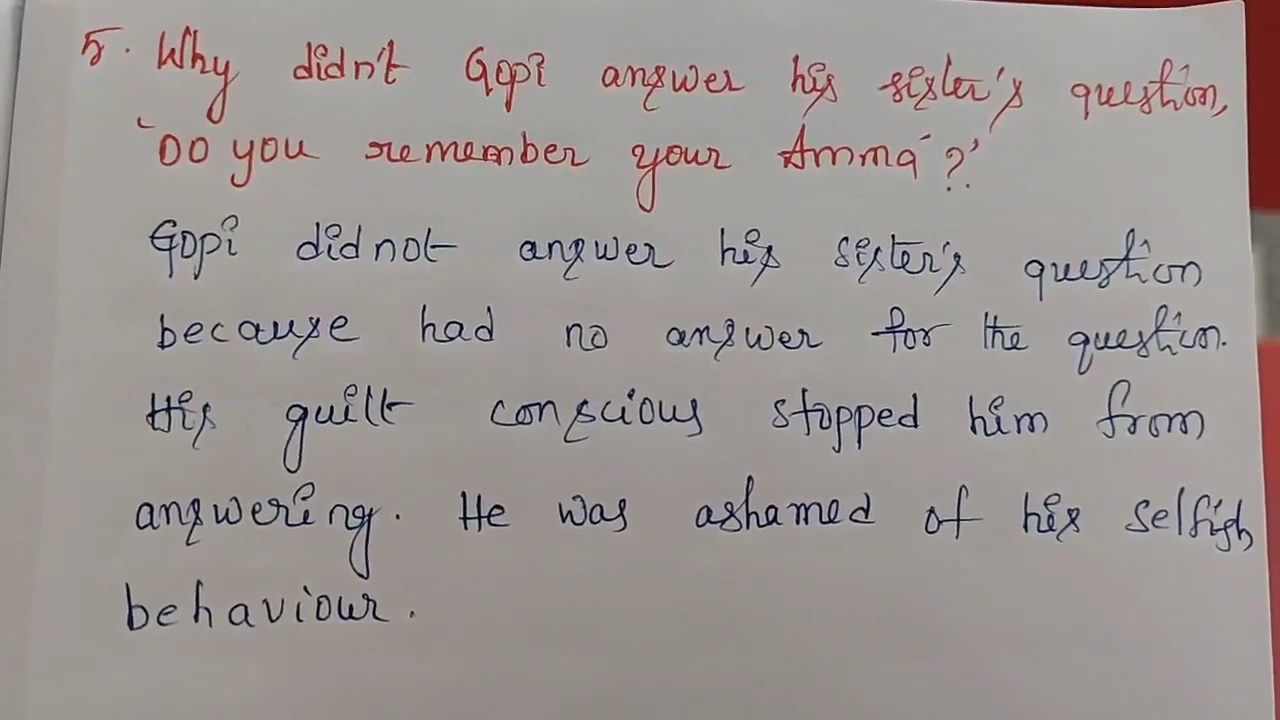 5. Why didn't Gopi answer his sister's question,
'Do you remember your Amma'?'
Gopi did not answer his sister's question
because had no answer for the question.
His guilt conscious stopped him from
answering. He was ashamed of his selfish
behaviour.